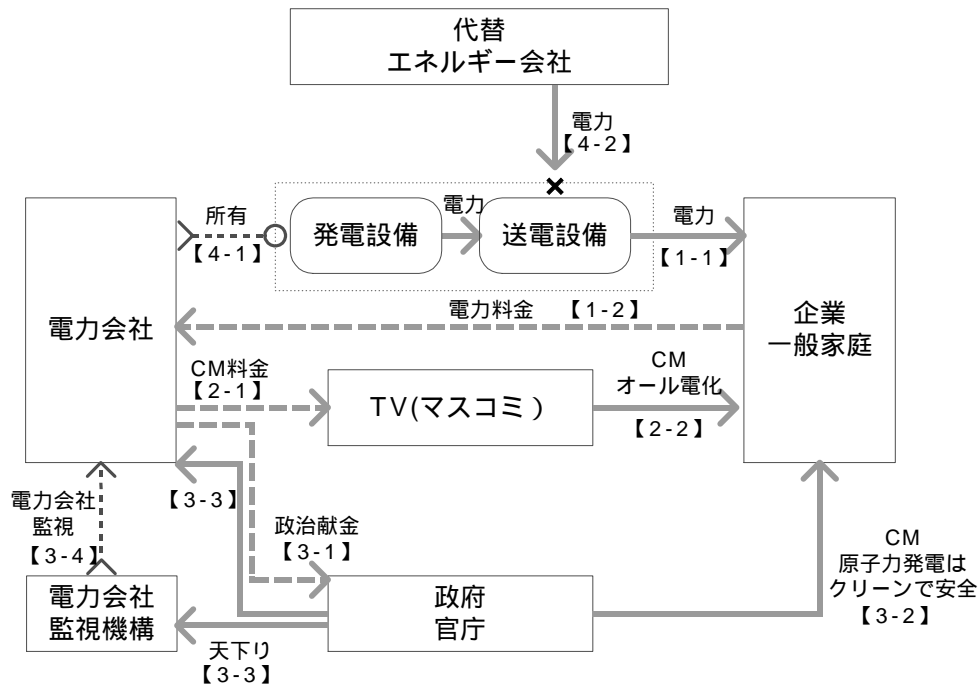 代替
エネルギー会社
電力
【4-2】
所有
【4-1】
発電設備
電力
送電設備
電力
【1-1】
電力会社
電力料金 【1-2】
企業
一般家庭
CM料金
【2-1】
TV(マスコミ）
CM
オール電化
【2-2】
【3-3】
電力会社
監視
【3-4】
政治献金
【3-1】
CM
原子力発電は
クリーンで安全
【3-2】
電力会社
監視機構
政府
官庁
天下り
【3-3】